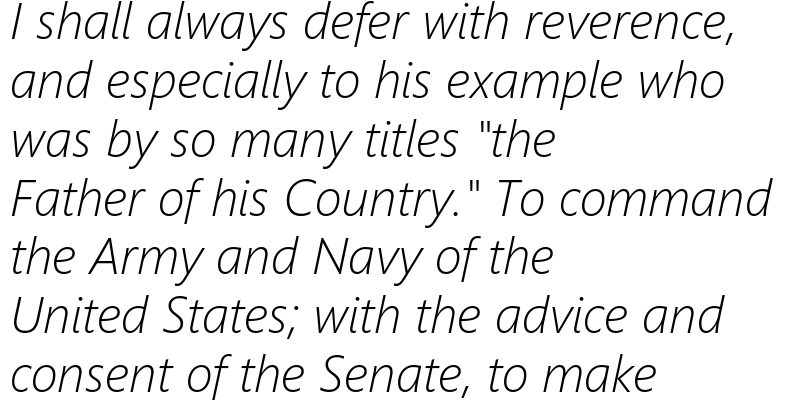 I shall always defer with reverence,
and especially to his example who
was by so many titles "the
Father of his Country." To command
the Army and Navy of the
United States; with the advice and
consent of the Senate, to make